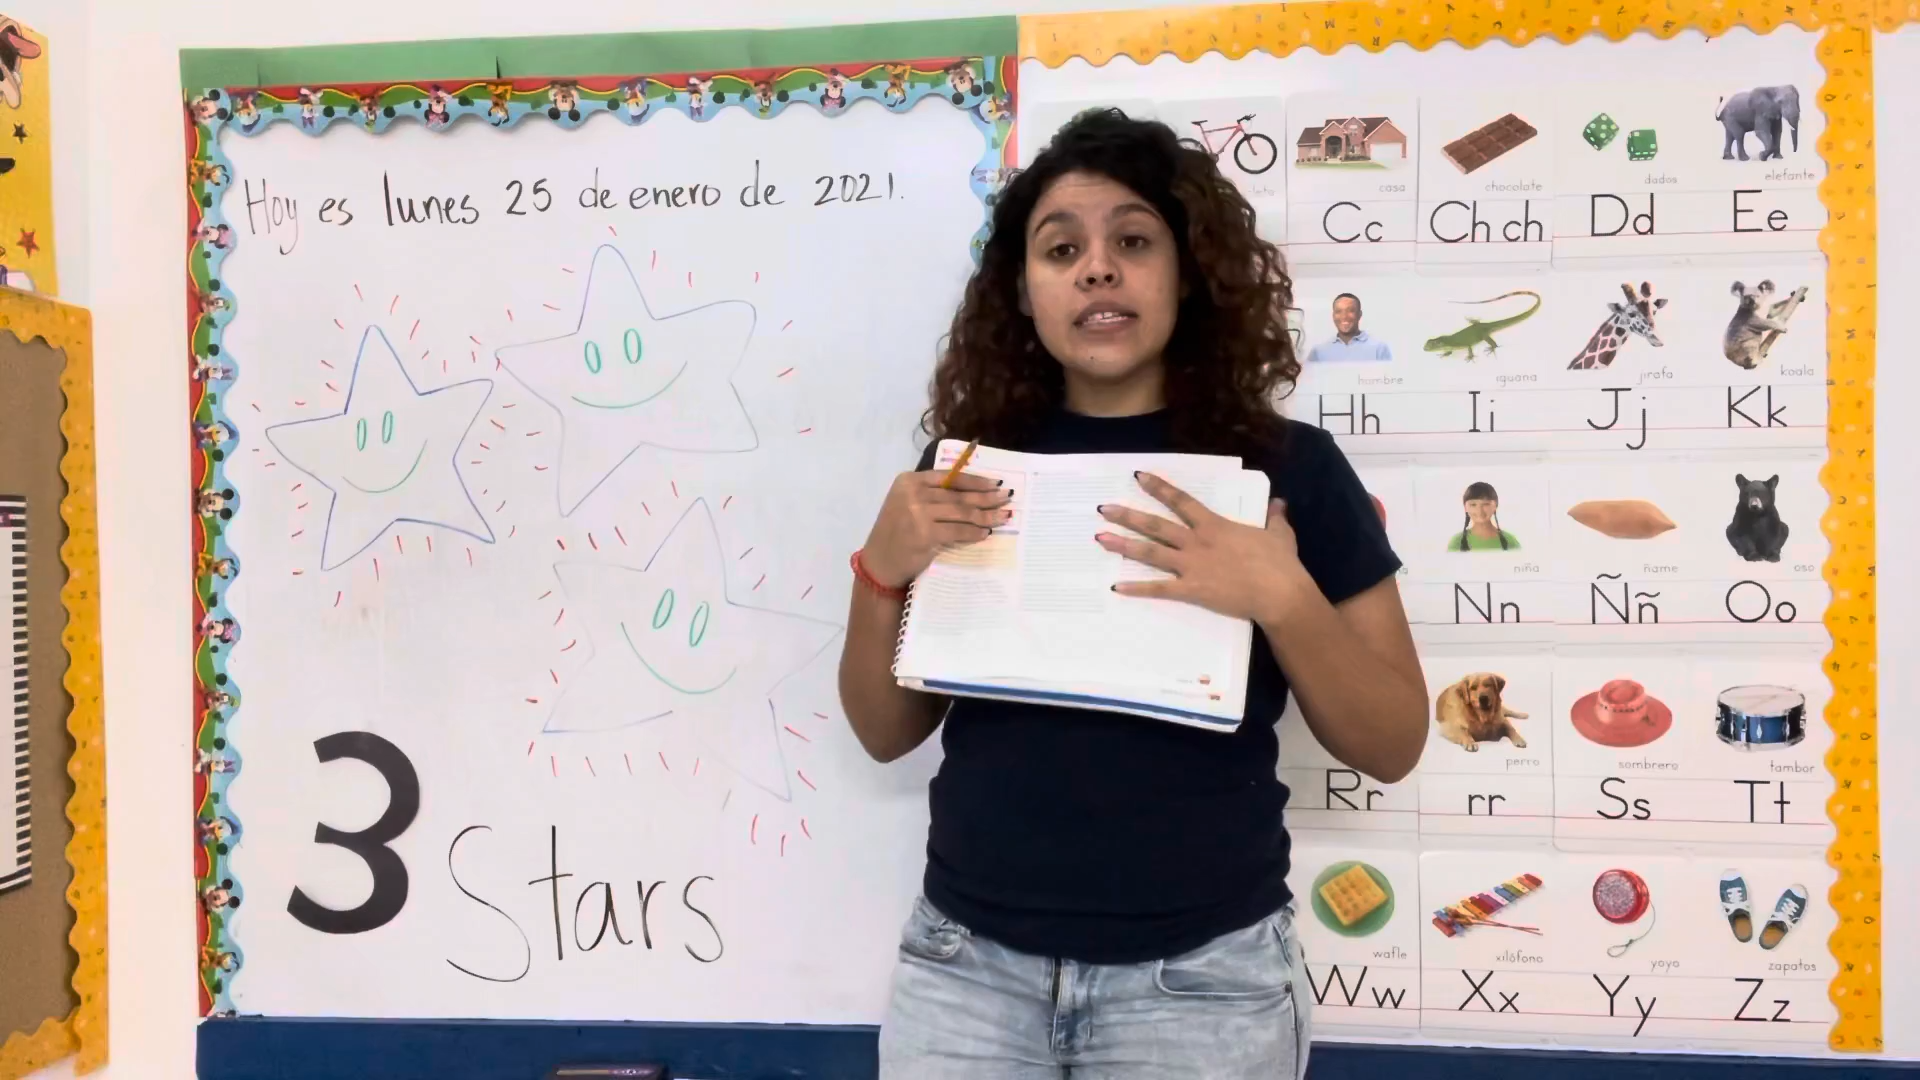 Hoy es lunes 25 de enero de 2021.
3 Stars
casa
chocolate
dados
elefante
Cc
Ch ch
Dd
Ee
hombre
iguana
jirafa
koala
Hh
Ii
Jj
Kk
niña
ñame
oso
Nn
Ññ
Oo
perro
sombrero
tambor
Rr
rr
Ss
Tt
wafle
xilófono
yoyo
zapatos
Ww
Xx
Yy
Zz